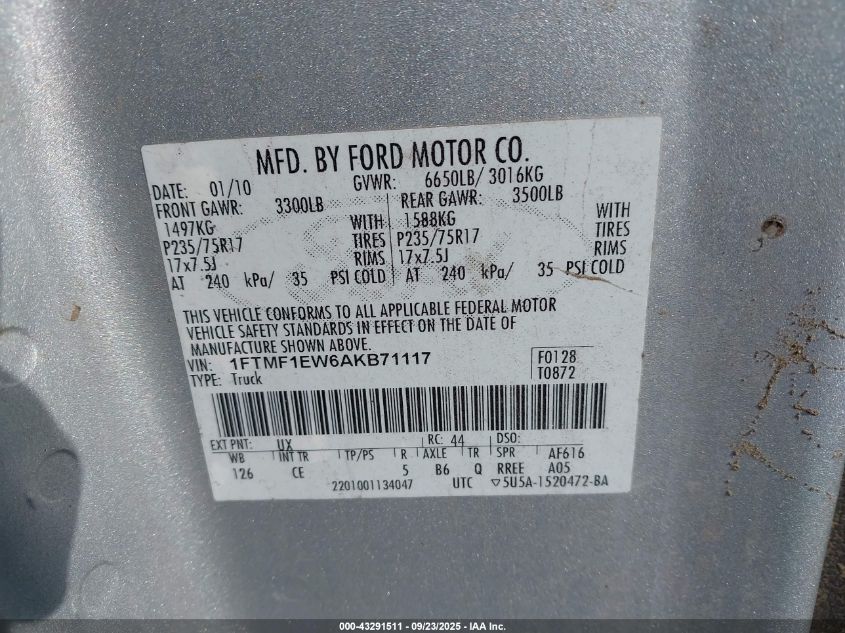 MFD. BY FORD MOTOR CO.
DATE: 01/10 GVWR: 6650LB/ 3016KG
FRONT GAWR: 3300LB REAR GAWR: 3500LB
1497KG WITH 1588KG WITH
P235/75R17 TIRES P235/75R17 TIRES
17x7.5J RIMS 17x7.5J RIMS
AT 240 kPa/ 35 PSI COLD AT 240 kPa/ 35 PSI COLD
THIS VEHICLE CONFORMS TO ALL APPLICABLE FEDERAL MOTOR
VEHICLE SAFETY STANDARDS IN EFFECT ON THE DATE OF
MANUFACTURE SHOWN ABOVE.
VIN: 1FTMF1EW6AKB71117 F0128
TYPE: Truck T0872
EXT PNT: UX RC: 44 DSO:
WB INT TR TP/PS R AXLE TR SPR AF616
126 CE 5 B6 Q RREE A05
2201001134047 UTC ▽5U5A-1520472-BA
000-43291511 - 09/23/2025 - IAA Inc.